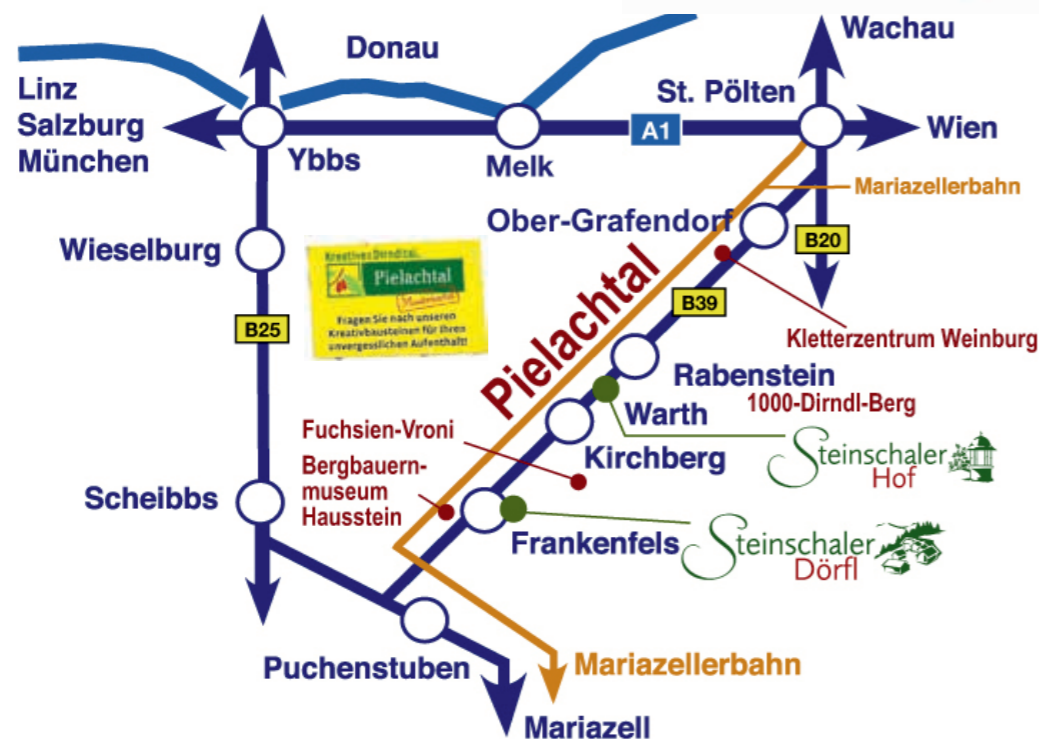 Donau
Wachau
Linz
Salzburg
München
St. Pölten
A1
Wien
Ybbs
Melk
Mariazellerbahn
Ober-Grafendorf
B20
Wieselburg
Kreatives Dirndltal
Pielachtal
Fragen Sie nach unseren
Kreativbausteinen für Ihren
unvergesslichen Aufenthalt!
Pielachtal
B39
B25
Kletterzentrum Weinburg
Rabenstein
1000-Dirndl-Berg
Warth
Fuchsien-Vroni
Kirchberg
Steinschaler
Hof
Bergbauern-
museum
Hausstein
Scheibbs
Frankenfels
Steinschaler
Dörfl
Puchenstuben
Mariazellerbahn
Mariazell